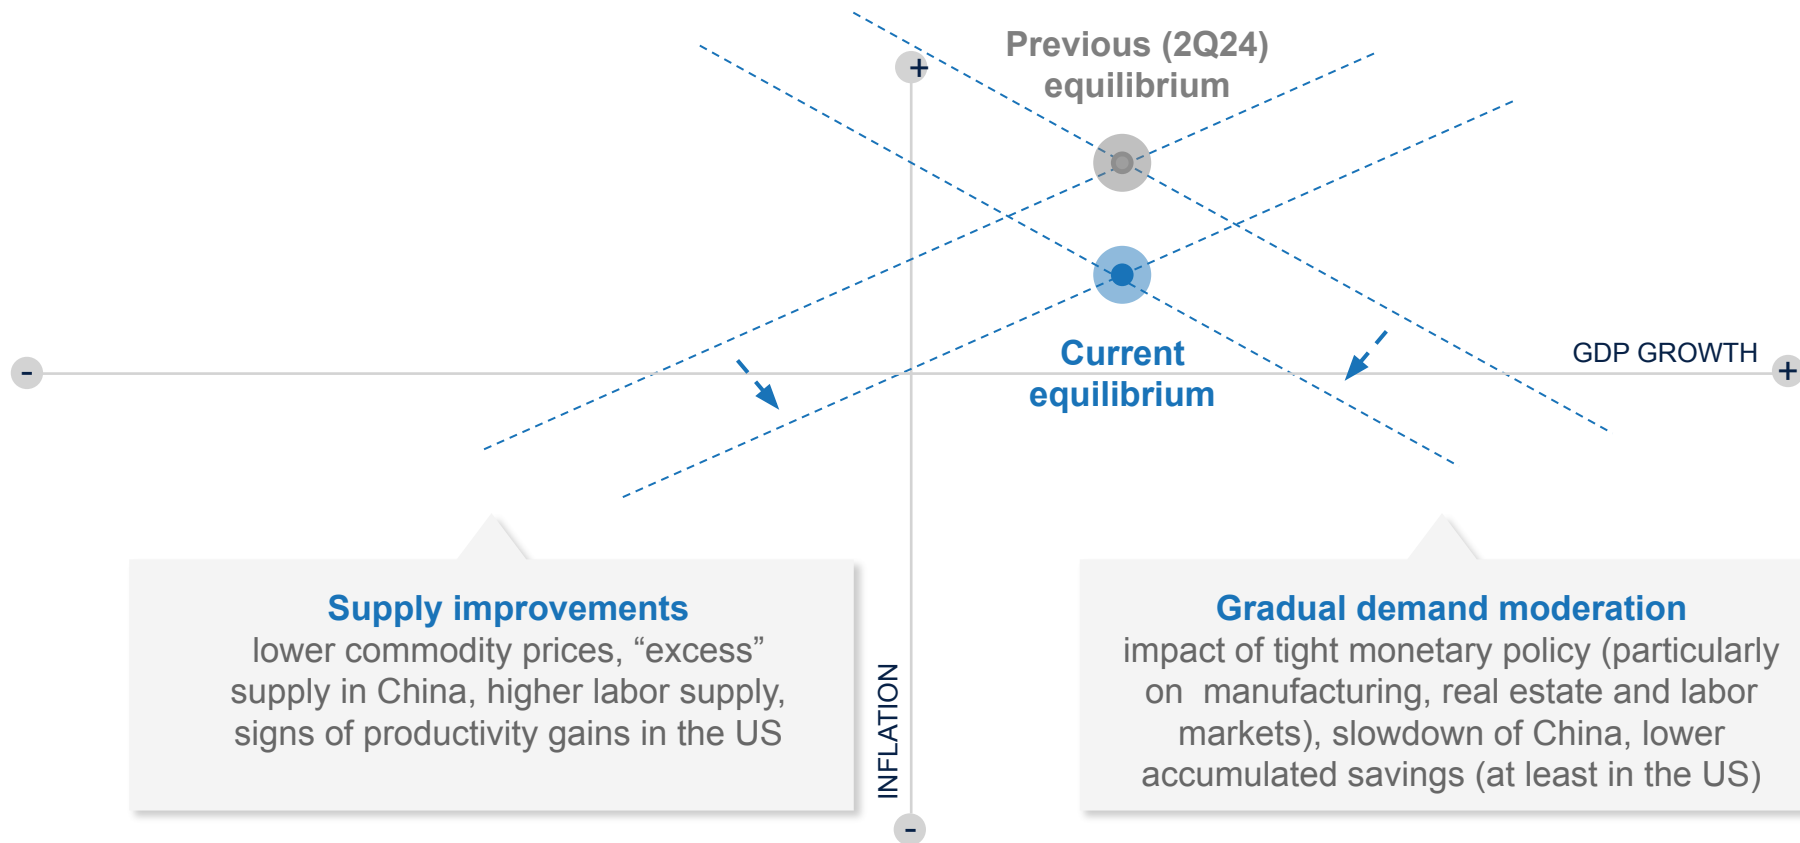 Previous (2Q24)
equilibrium
+
Current
equilibrium
GDP GROWTH
-
+
Supply improvements
lower commodity prices, “excess”
supply in China, higher labor supply,
signs of productivity gains in the US
INFLATION
-
Gradual demand moderation
impact of tight monetary policy (particularly
on  manufacturing, real estate and labor
markets), slowdown of China, lower
accumulated savings (at least in the US)